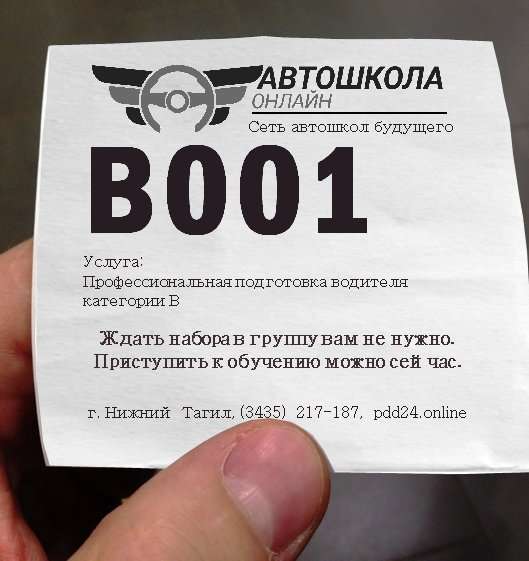 АВТОШКОЛА
ОНЛАЙН
Сеть автошкол будущего
B001
Услуга:
Профессиональная подготовка водителя
категории В
Ждать набора в группу вам не нужно.
Приступить к обучению можно сей час.
г. Нижний Тагил, (3435) 217-187, pdd24.online